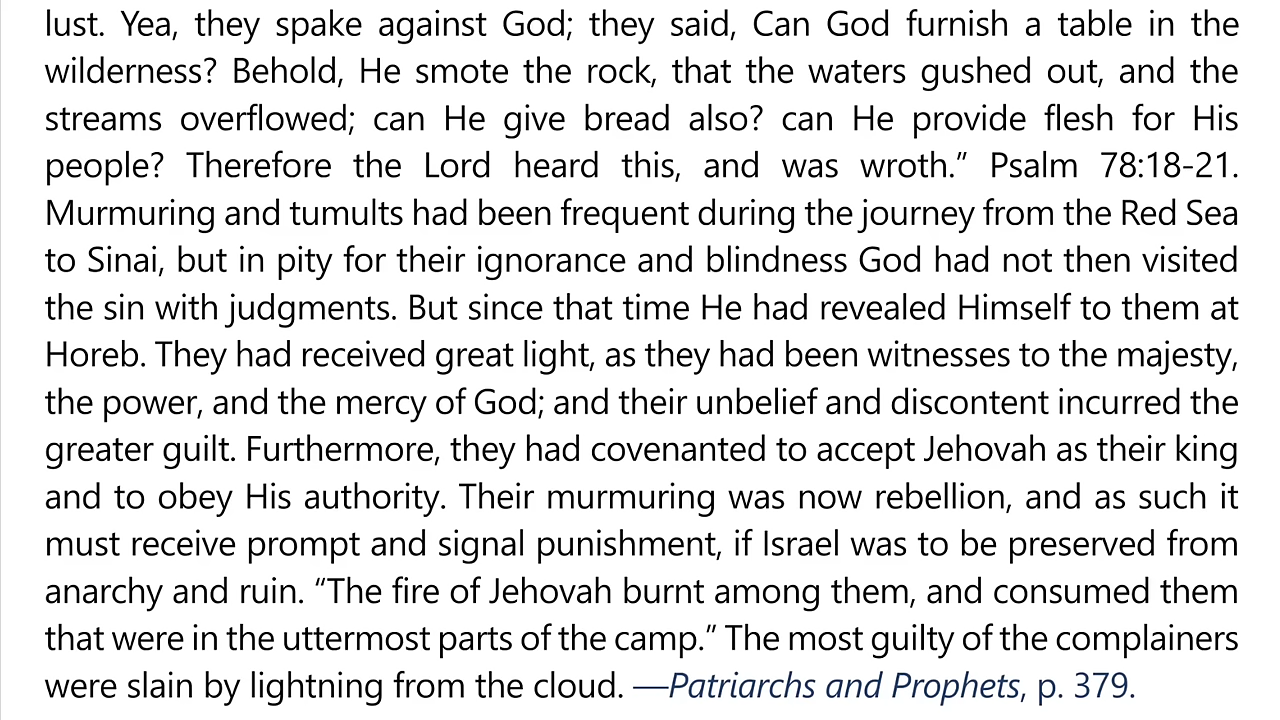 lust. Yea, they spake against God; they said, Can God furnish a table in the
wilderness? Behold, He smote the rock, that the waters gushed out, and the
streams overflowed; can He give bread also? can He provide flesh for His
people? Therefore the Lord heard this, and was wroth.” Psalm 78:18-21.
Murmuring and tumults had been frequent during the journey from the Red Sea
to Sinai, but in pity for their ignorance and blindness God had not then visited
the sin with judgments. But since that time He had revealed Himself to them at
Horeb. They had received great light, as they had been witnesses to the majesty,
the power, and the mercy of God; and their unbelief and discontent incurred the
greater guilt. Furthermore, they had covenanted to accept Jehovah as their king
and to obey His authority. Their murmuring was now rebellion, and as such it
must receive prompt and signal punishment, if Israel was to be preserved from
anarchy and ruin. “The fire of Jehovah burnt among them, and consumed them
that were in the uttermost parts of the camp.” The most guilty of the complainers
were slain by lightning from the cloud. —Patriarchs and Prophets, p. 379.